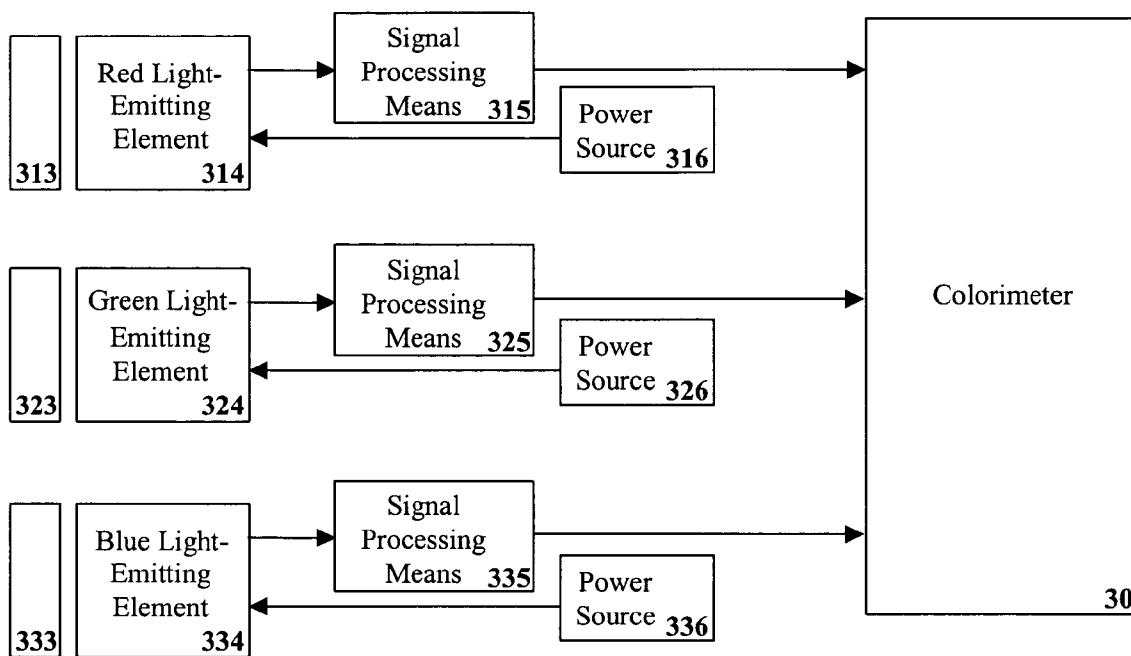 Red Light-
Emitting
Element
313
314
Signal
Processing
Means 315
Power
Source 316
Green Light-
Emitting
Element
323
324
Signal
Processing
Means 325
Power
Source 326
Colorimeter
Blue Light-
Emitting
Element
333
334
Signal
Processing
Means 335
Power
Source 336
30